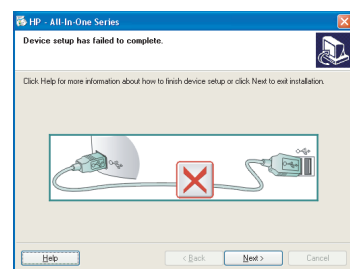 HP - All-In-One Series
Device setup has failed to complete.
Click Help for more information about how to finish device setup or click Next to exit installation.
Help
< Back
Next >
Cancel